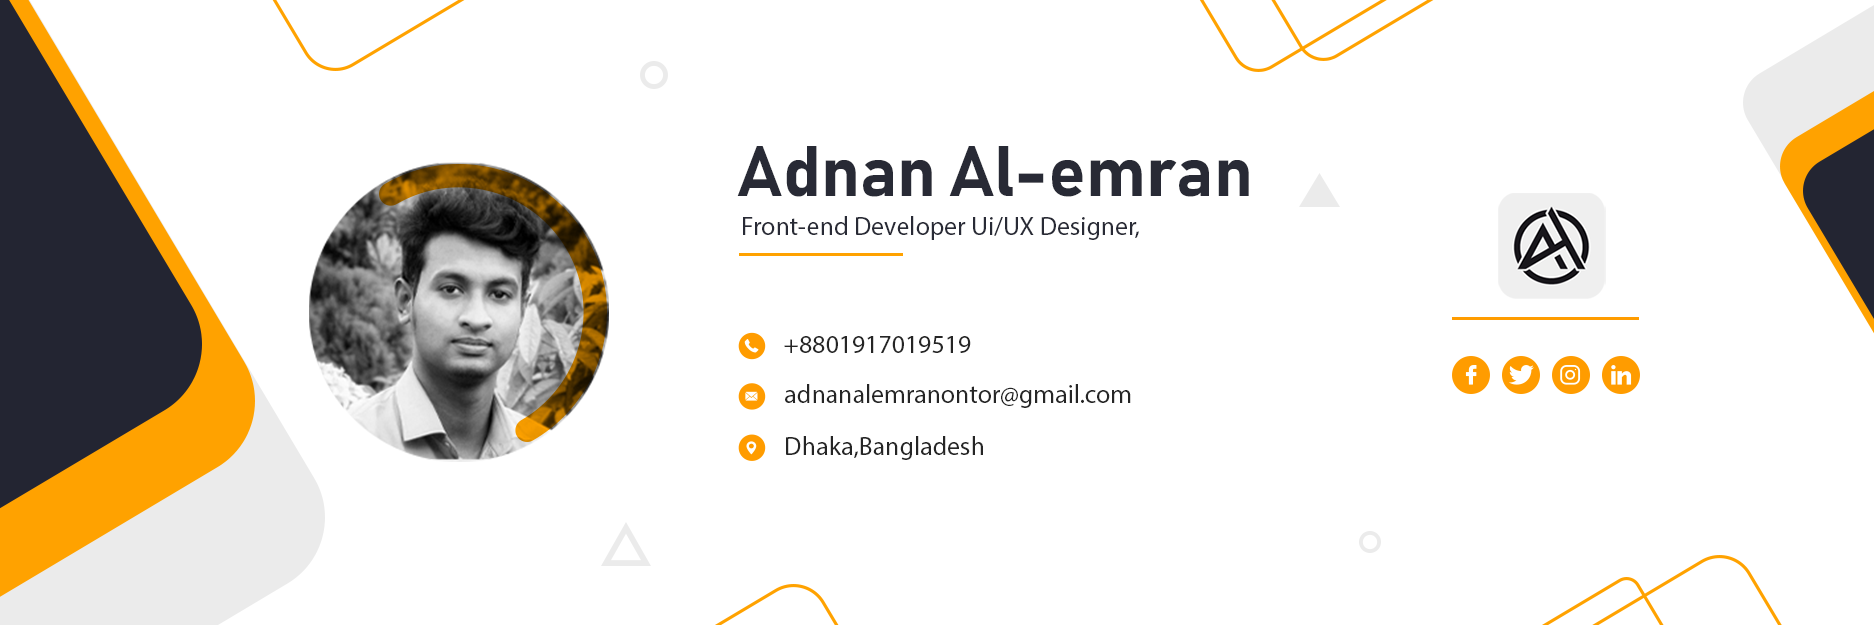 Adnan Al-emran
Front-end Developer Ui/UX Designer,
+8801917019519
adnanalemranontor@gmail.com
Dhaka,Bangladesh